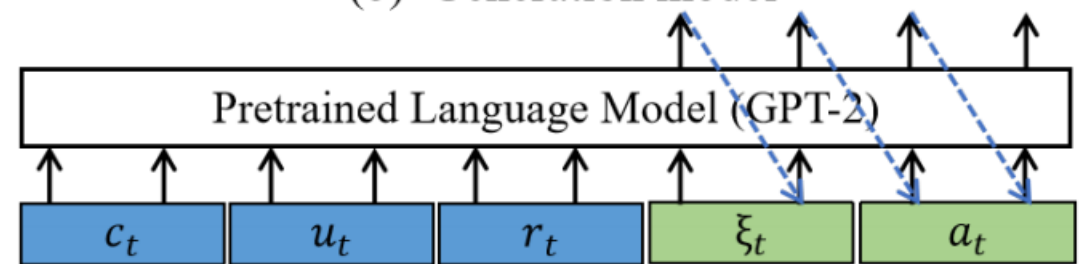 Pretrained Language Model (GPT-2)
c_t u_t r_t ξ_t a_t